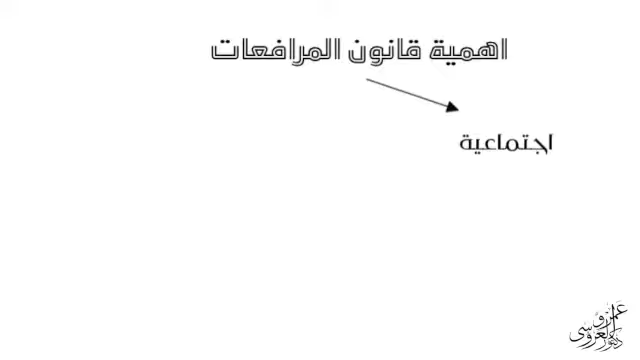 اهمية قانون المرافعات
اجتماعية